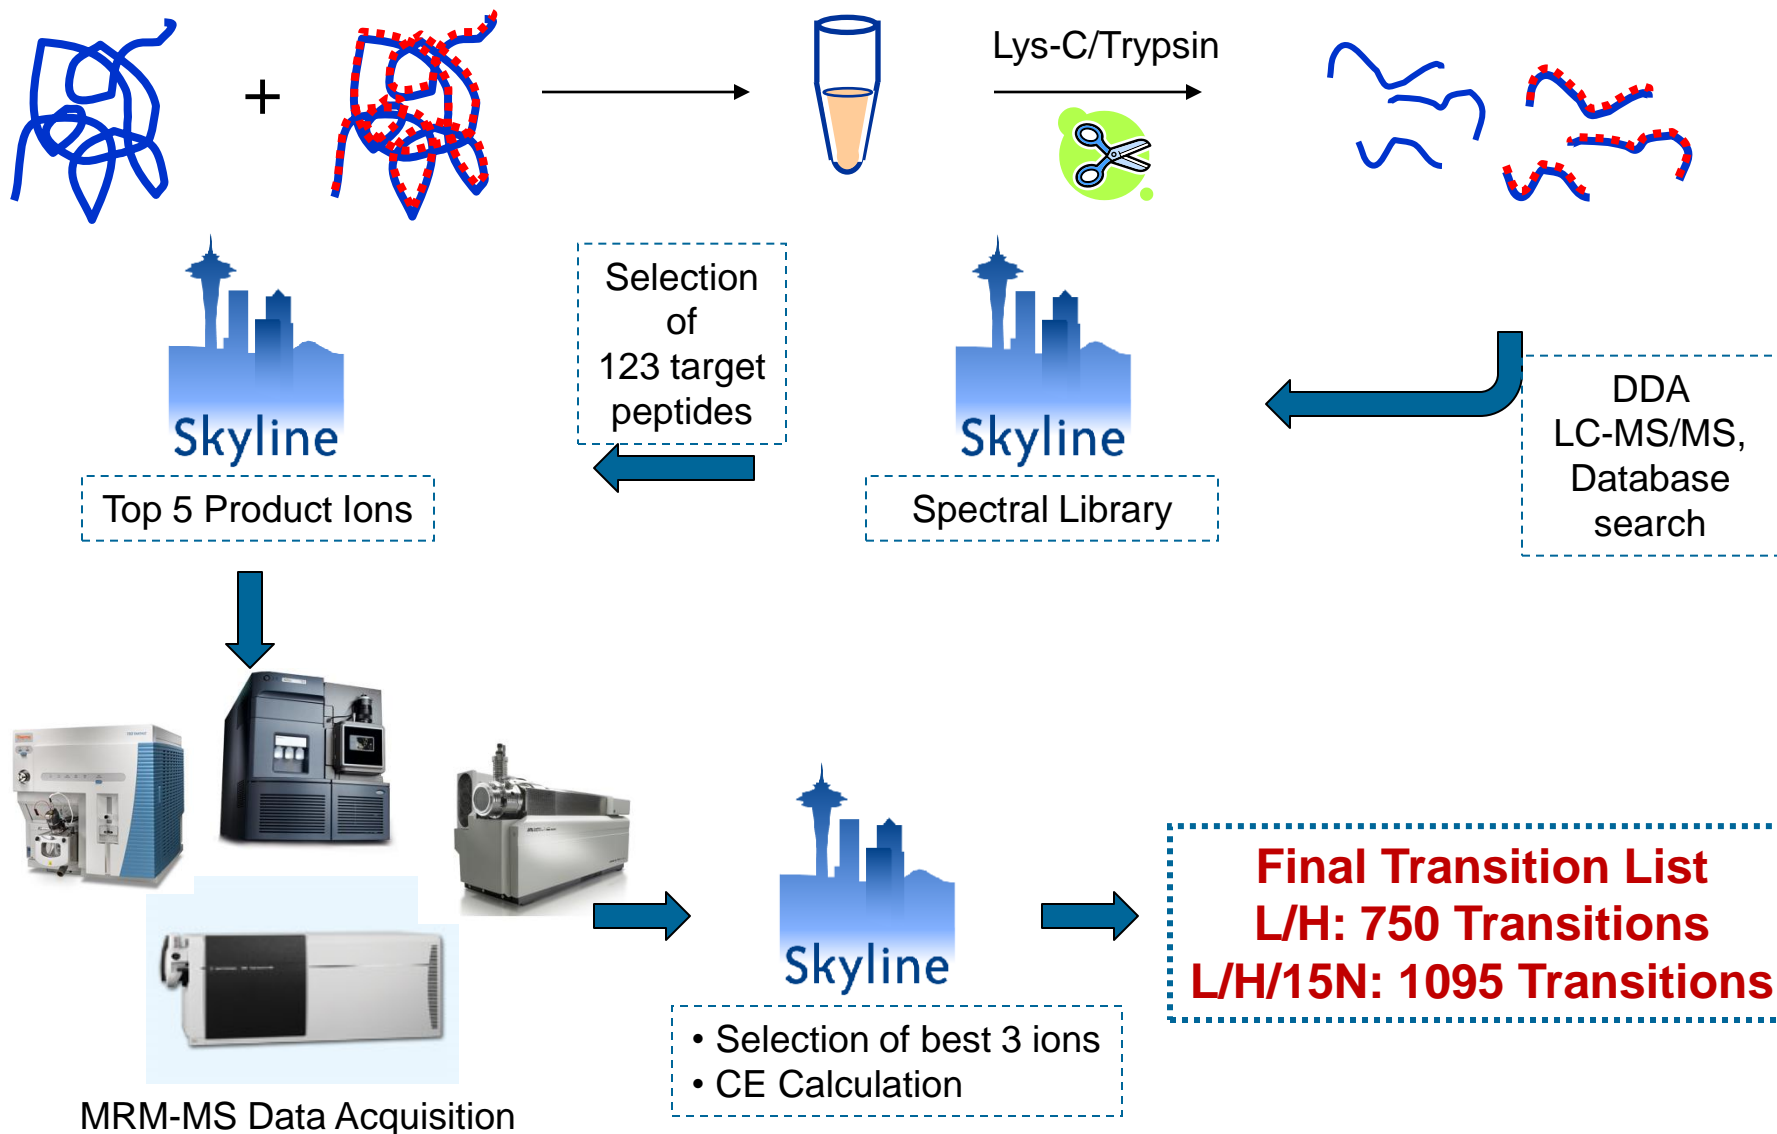 +
Lys-C/Trypsin
Selection
of
123 target
peptides
Skyline
Skyline
DDA
LC-MS/MS,
Database
search
Top 5 Product Ions
Spectral Library
Skyline
Final Transition List
L/H: 750 Transitions
L/H/15N: 1095 Transitions
• Selection of best 3 ions
• CE Calculation
MRM-MS Data Acquisition